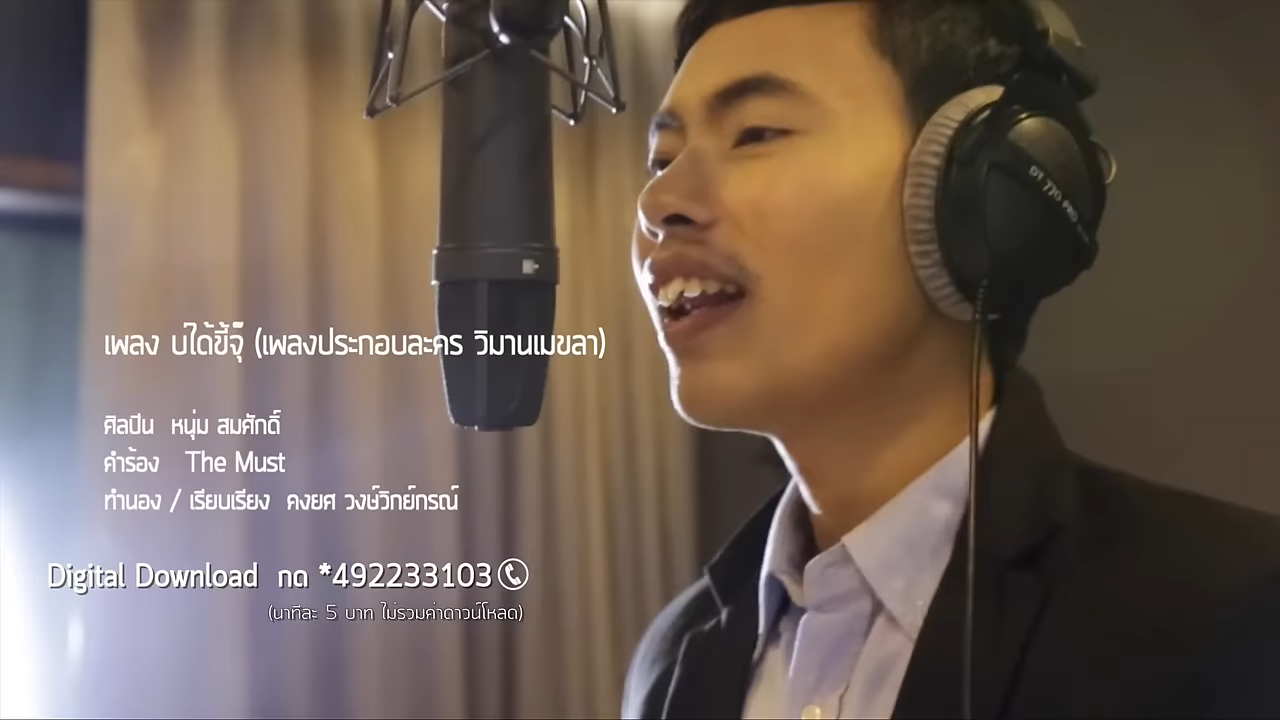 เพลง บ่ได้ขี้จุ๊ (เพลงประกอบละคร วิมานเมขลา)
ศิลปิน หนุ่ม สมศักดิ์
คำร้อง The Must
ทำนอง / เรียบเรียง คงยศ วงษ์วิกย์กรณ์
Digital Download กด *492233103
(นาทีละ 5 บาท ไม่รวมค่าดาวน์โหลด)
DT 770 PRO